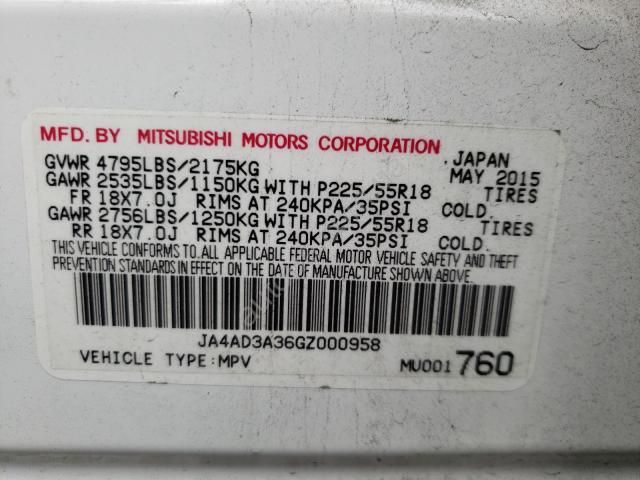 MFD. BY MITSUBISHI MOTORS CORPORATION JAPAN
GVWR 4795LBS/2175KG MAY 2015
GAWR 2535LBS/1150KG WITH P225/55R18 TIRES
FR 18X7.0J RIMS AT 240KPA/35PSI COLD.
GAWR 2756LBS/1250KG WITH P225/55R18 TIRES
RR 18X7.0J RIMS AT 240KPA/35PSI COLD.
THIS VEHICLE CONFORMS TO ALL APPLICABLE FEDERAL MOTOR VEHICLE SAFETY AND THEFT
PREVENTION STANDARDS IN EFFECT ON THE DATE OF MANUFACTURE SHOWN ABOVE.
JA4AD3A36GZ000958
VEHICLE TYPE:MPV MU001760